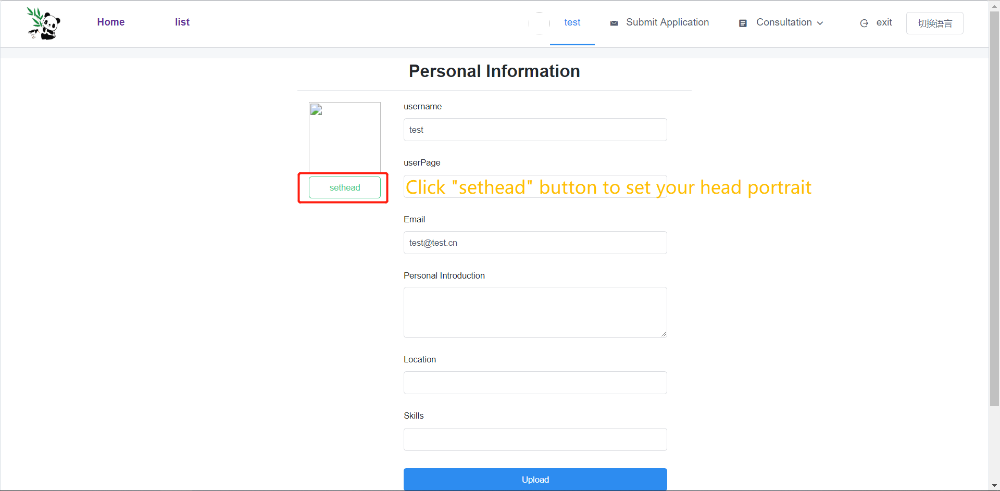 Home
list
test
Submit Application
Consultation
exit
切换语言
Personal Information
username
test
sethead
userPage
Click "sethead" button to set your head portrait
Email
test@test.cn
Personal Introduction
Location
Skills
Upload